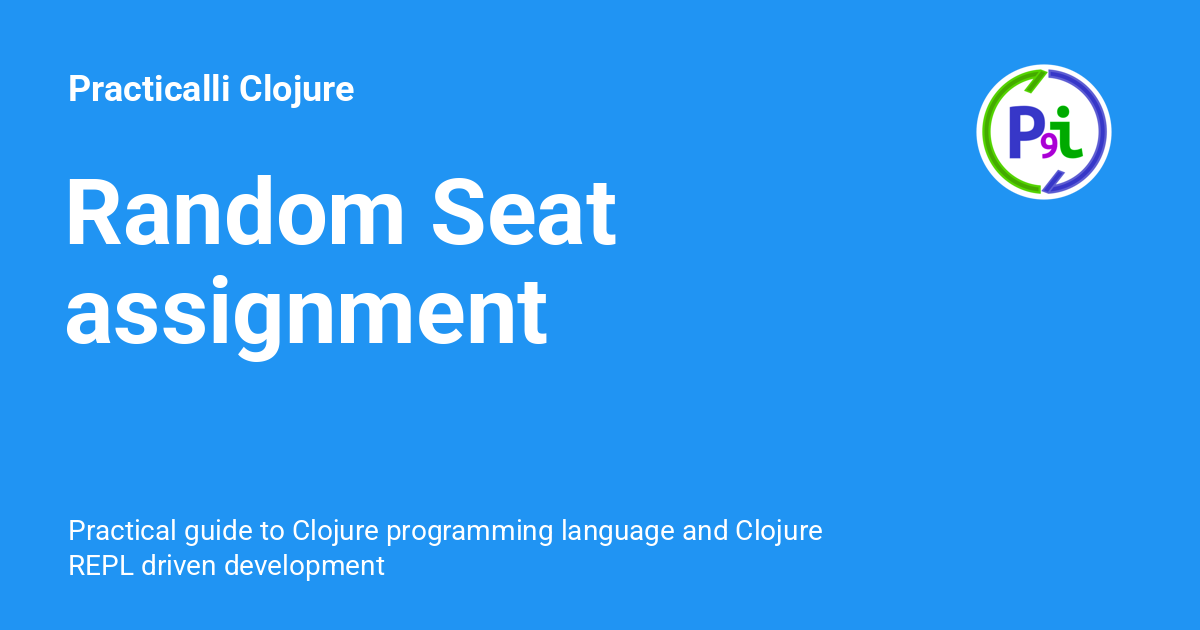 Practicalli Clojure
P9i
Random Seat
assignment
Practical guide to Clojure programming language and Clojure
REPL driven development